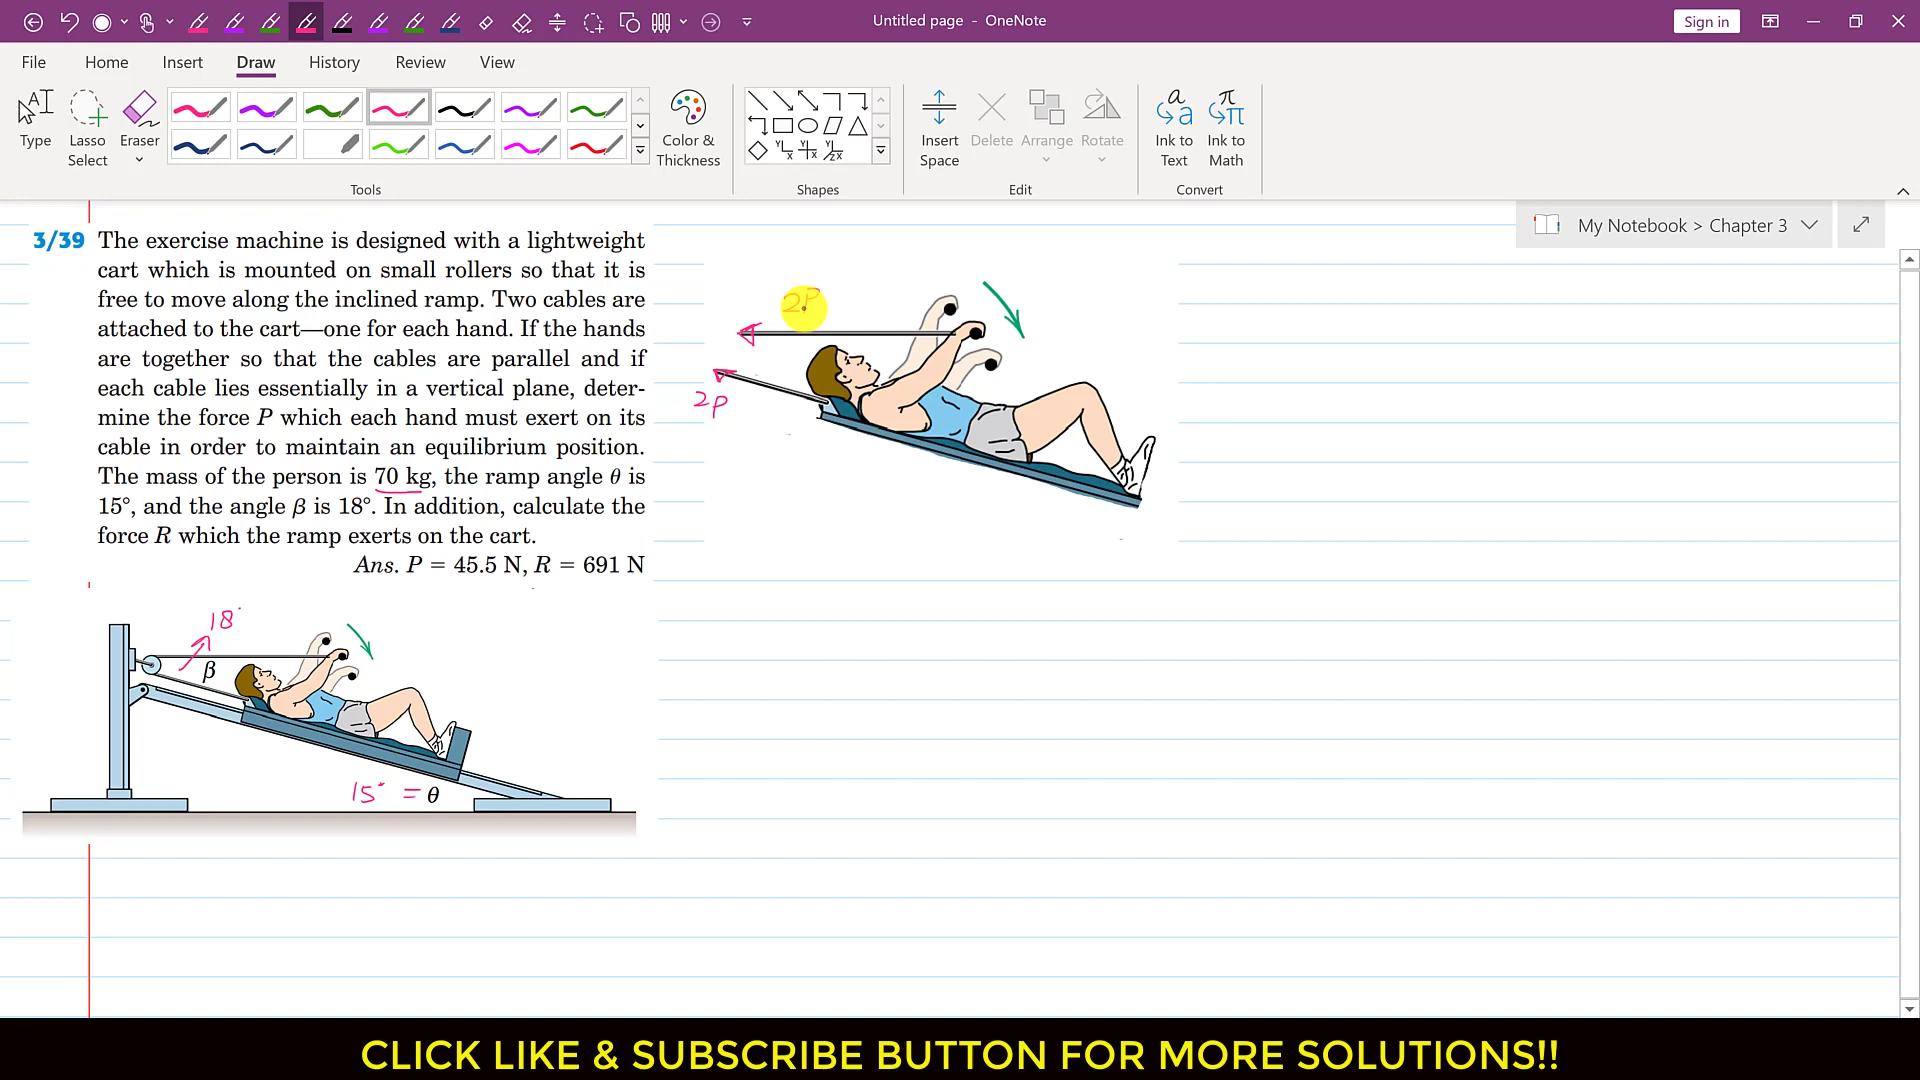 Untitled page - OneNote
Sign in
File Home Insert Draw History Review View
Type
Lasso Select
Eraser
Color & Thickness
Insert Space
Delete
Arrange
Rotate
Ink to Text
Ink to Math
Tools
Shapes
Edit
Convert
My Notebook > Chapter 3
3/39 The exercise machine is designed with a lightweight
cart which is mounted on small rollers so that it is
free to move along the inclined ramp. Two cables are
attached to the cart—one for each hand. If the hands
are together so that the cables are parallel and if
each cable lies essentially in a vertical plane, deter-
mine the force P which each hand must exert on its
cable in order to maintain an equilibrium position.
The mass of the person is 70 kg, the ramp angle θ is
15°, and the angle β is 18°. In addition, calculate the
force R which the ramp exerts on the cart.
Ans. P = 45.5 N, R = 691 N
2P
2P
18°
β
15° = θ
CLICK LIKE & SUBSCRIBE BUTTON FOR MORE SOLUTIONS!!